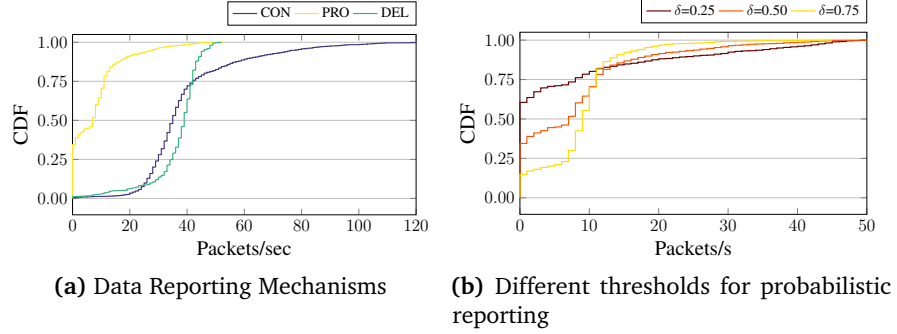 CON PRO DEL
1.00
0.75
0.50
0.25
0.00
CDF
0 20 40 60 80 100 120
Packets/sec
(a) Data Reporting Mechanisms
δ=0.25 δ=0.50 δ=0.75
1.00
0.75
0.50
0.25
0.00
CDF
0 10 20 30 40 50
Packets/s
(b) Different thresholds for probabilistic
reporting